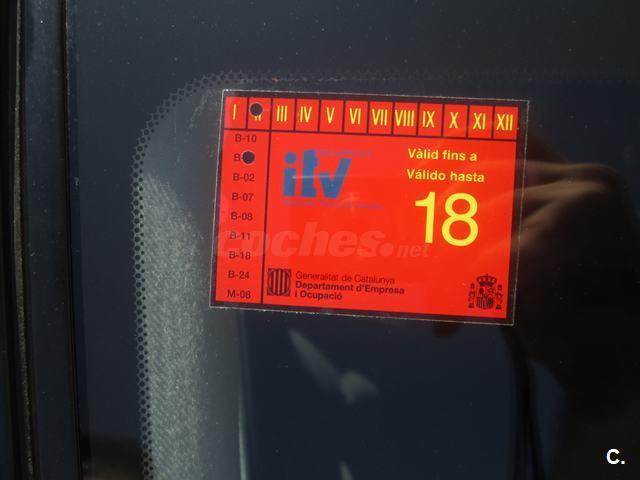 I II III IV V VI VII VIII IX X XI XII
B-10
B-02
B-07
B-08
B-11
B-18
B-24
M-08
itv
Vàlid fins a
Válido hasta
18
coches.net
Generalitat de Catalunya
Departament d'Empresa
i Ocupació
C.